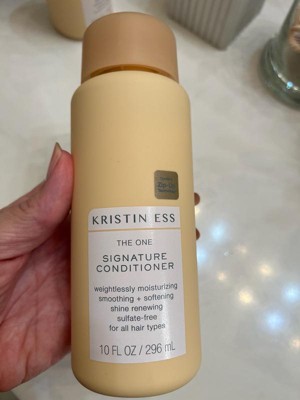 KRISTIN ESS
THE ONE
SIGNATURE
CONDITIONER
weightlessly moisturizing
smoothing + softening
shine renewing
sulfate-free
for all hair types
10 FL OZ / 296 mL